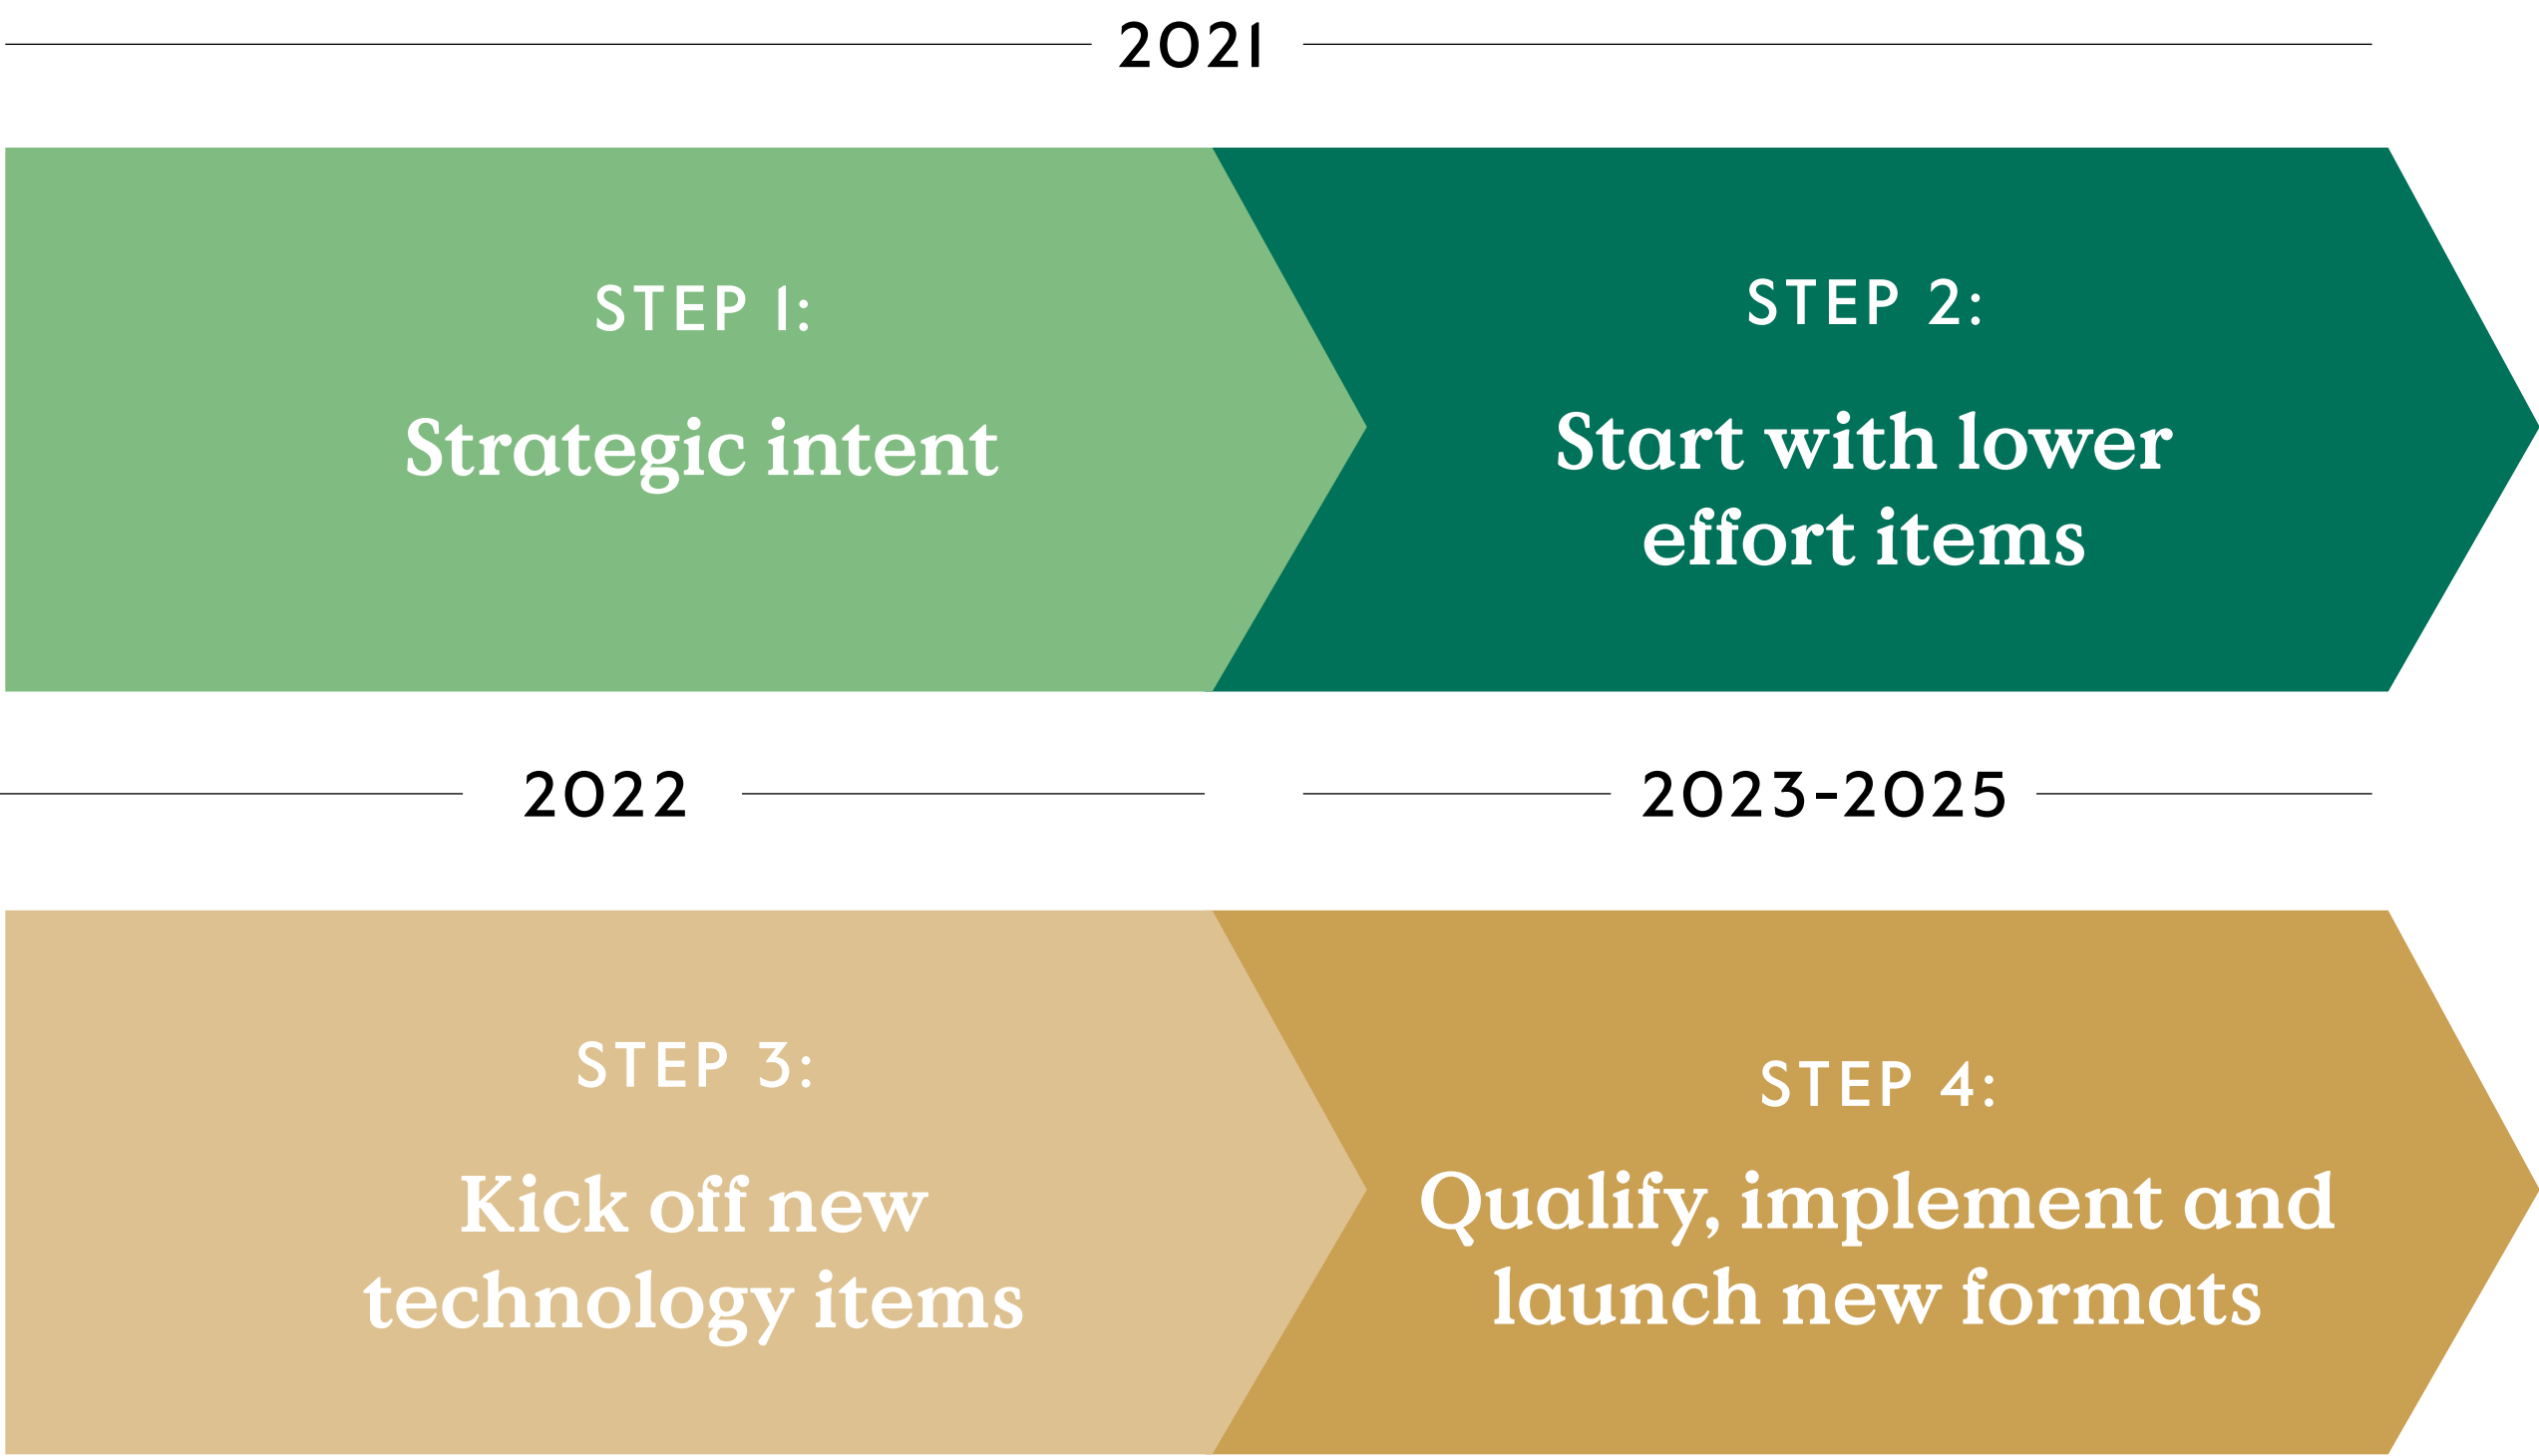 2021
STEP 1:
Strategic intent
STEP 2:
Start with lower
effort items
2022
2023-2025
STEP 3:
Kick off new
technology items
STEP 4:
Qualify, implement and
launch new formats